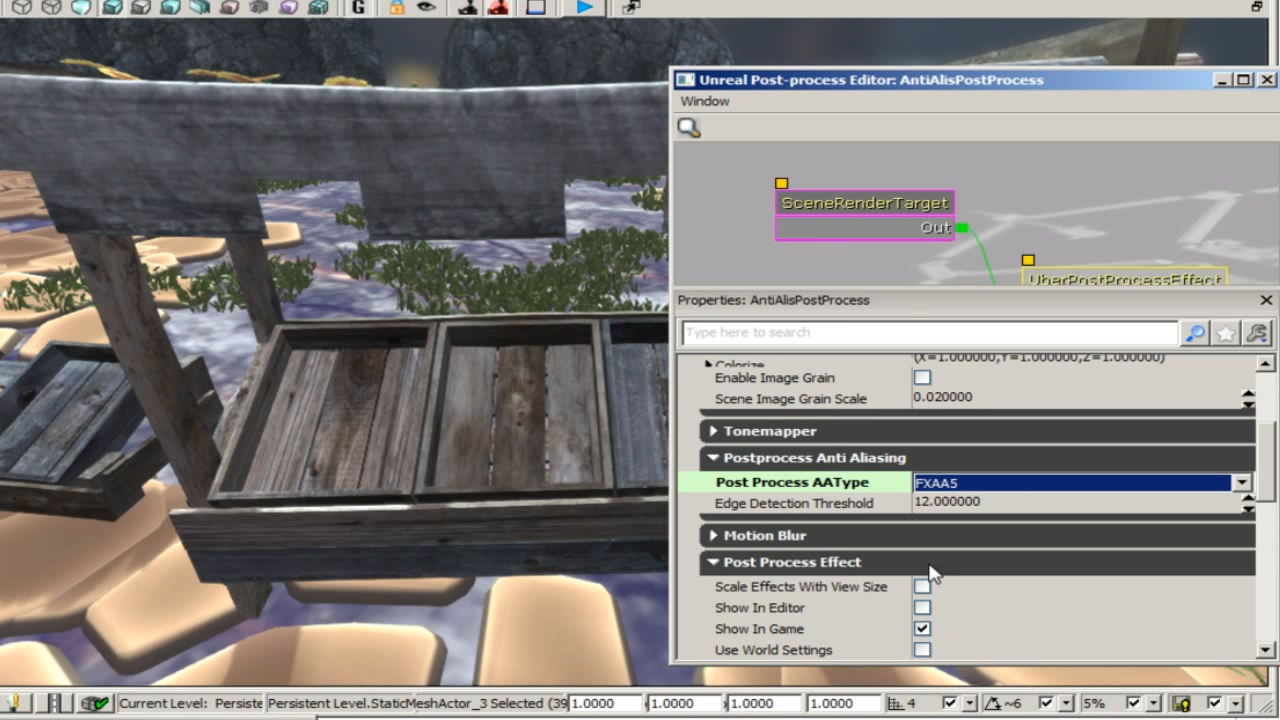 G
Unreal Post-process Editor: AntiAlisPostProcess
Window
SceneRenderTarget
Out
UberPostProcessEffect
Properties: AntiAlisPostProcess
Type here to search
Colorize
(X=1.000000,Y=1.000000,Z=1.000000)
Enable Image Grain
Scene Image Grain Scale
0.020000
Tonemapper
Postprocess Anti Aliasing
Post Process AAType
FXAA5
Edge Detection Threshold
12.000000
Motion Blur
Post Process Effect
Scale Effects With View Size
Show In Editor
Show In Game
Use World Settings
Current Level: Persiste
Persistent Level.StaticMeshActor_3 Selected (39
1.0000
1.0000
1.0000
1.0000
4
~6
5%